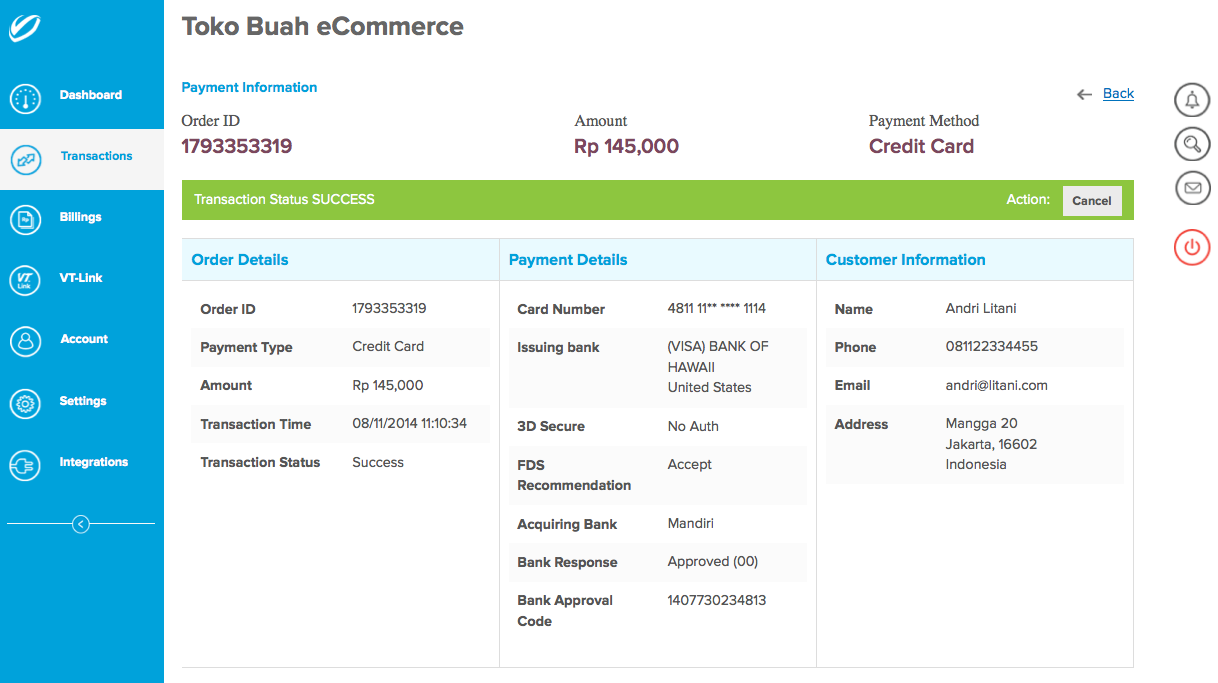 Toko Buah eCommerce
Dashboard
Transactions
Billings
VT Link
VT-Link
Account
Settings
Integrations
Payment Information
Back
Order ID
1793353319
Amount
Rp 145,000
Payment Method
Credit Card
Transaction Status SUCCESS
Action:
Cancel
Order Details
Order ID 1793353319
Payment Type Credit Card
Amount Rp 145,000
Transaction Time 08/11/2014 11:10:34
Transaction Status Success
Payment Details
Card Number 4811 11** **** 1114
Issuing bank (VISA) BANK OF
HAWAII
United States
3D Secure No Auth
FDS Accept
Recommendation
Acquiring Bank Mandiri
Bank Response Approved (00)
Bank Approval 1407730234813
Code
Customer Information
Name Andri Litani
Phone 081122334455
Email andri@litani.com
Address Mangga 20
Jakarta, 16602
Indonesia